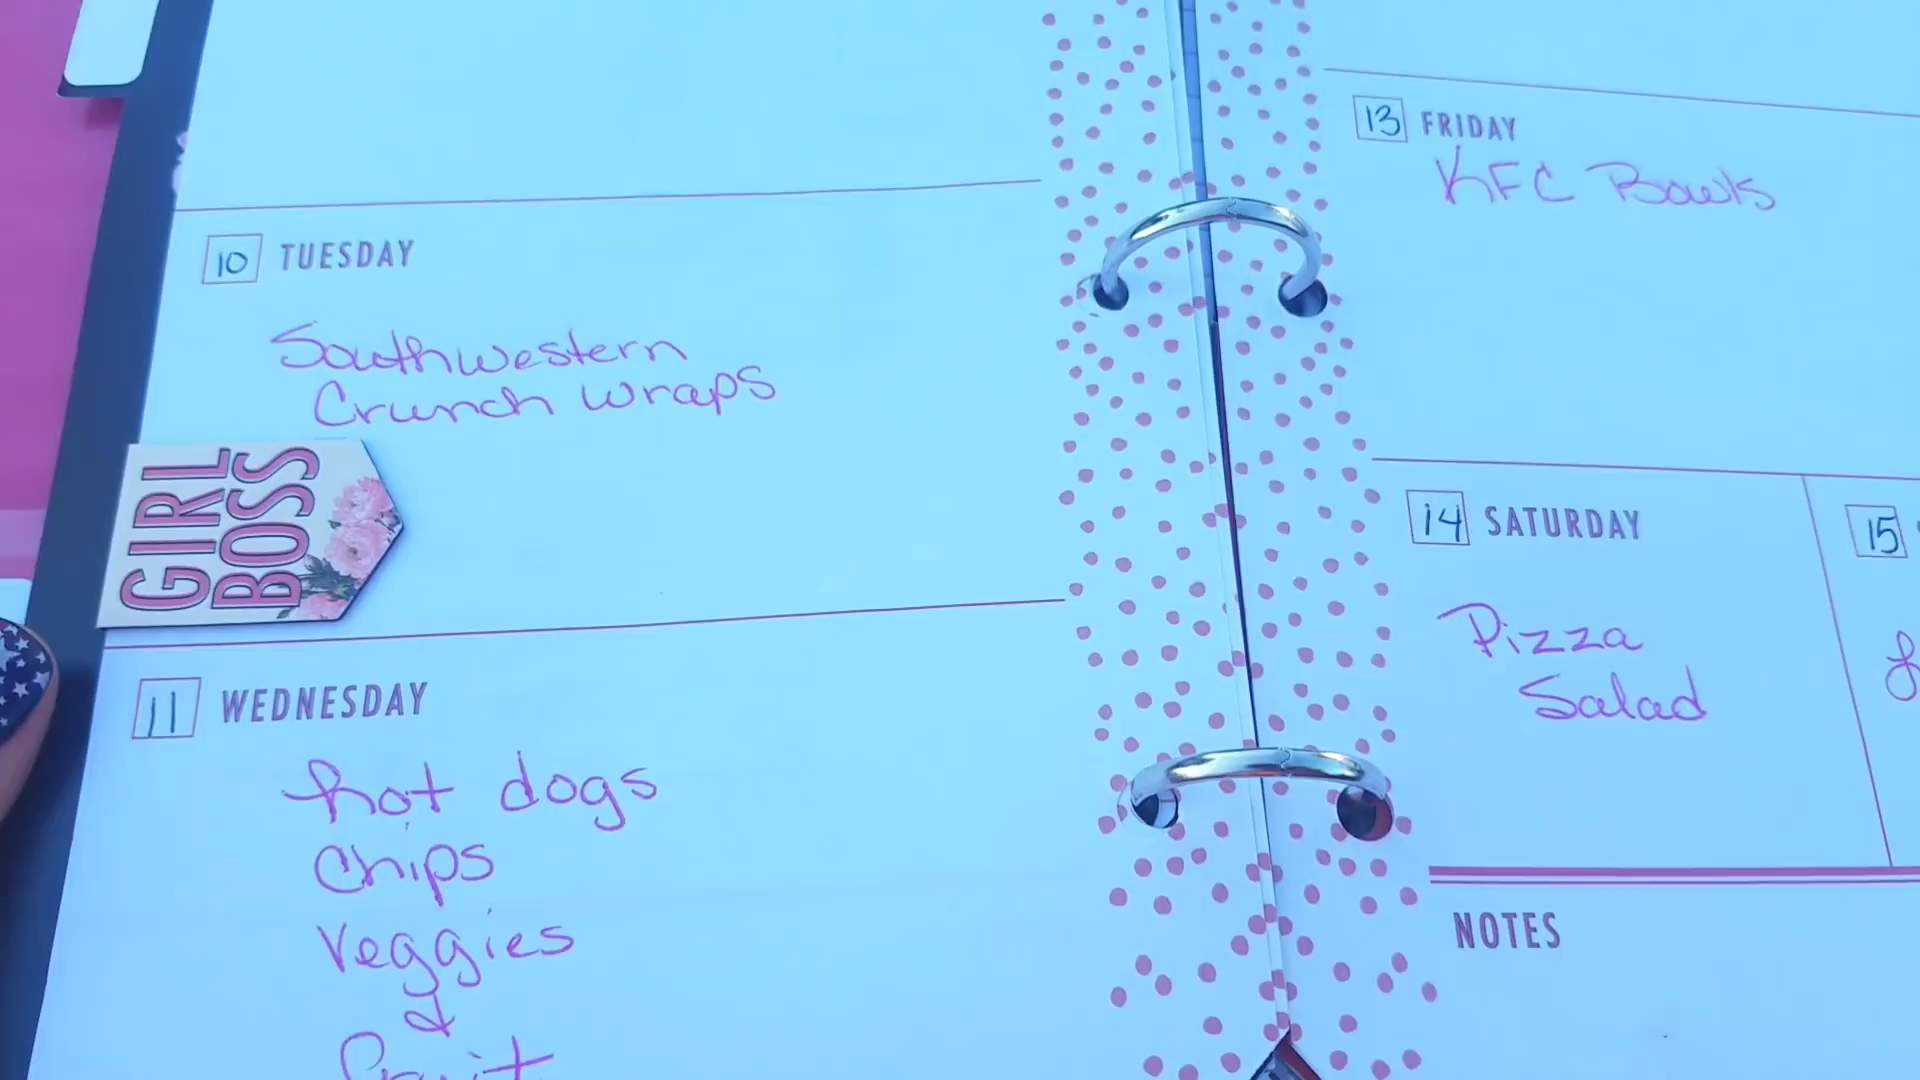 10 TUESDAY
Southwestern
Crunch wraps
GIRL
BOSS
11 WEDNESDAY
hot dogs
Chips
Veggies
&
fruit
13 FRIDAY
KFC Bowls
14 SATURDAY
Pizza
Salad
15
NOTES